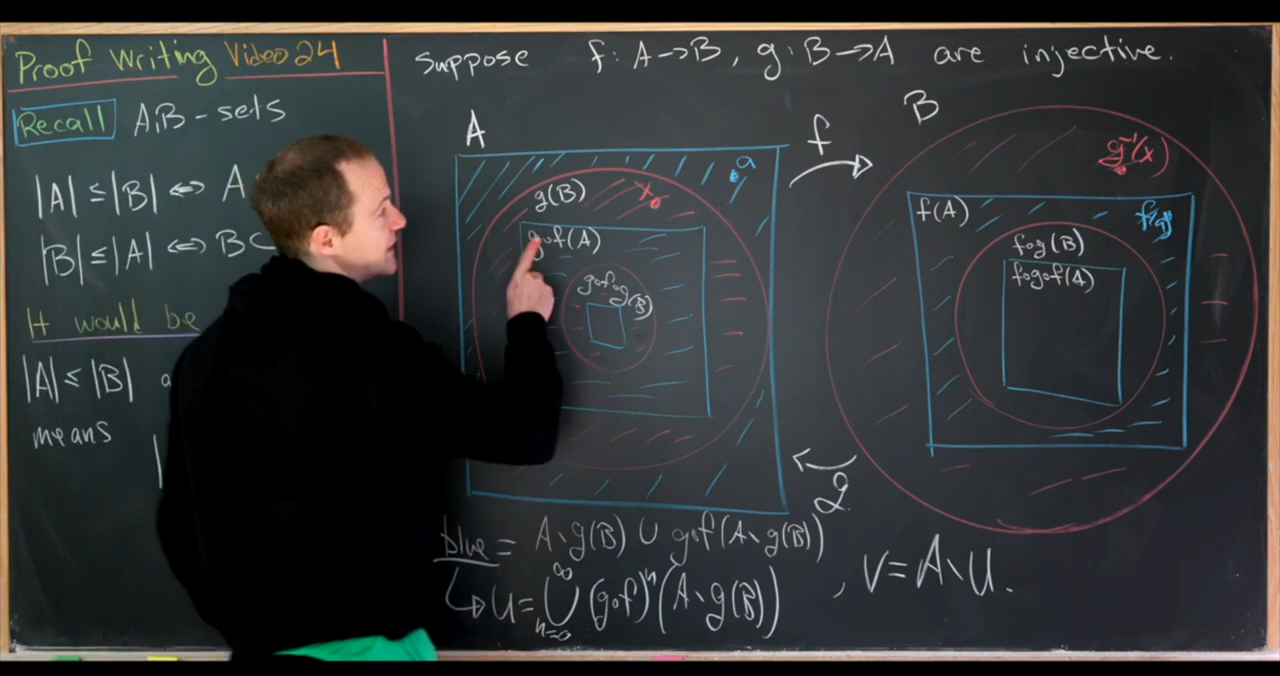 Proof Writing Video 24
Recall A,B - sets
|A| ≤ |B| ⇔ A
|B| ≤ |A| ⇔ B ⊂
It would be
|A| ≤ |B| a
means
|
suppose f: A→B, g: B→A are injective.
A
a
g(B)
x
g∘f(A)
g∘f∘g(B)
f
g
B
g⁻¹(x)
f(A)
f∘g(B)
f∘g∘f(A)
blue = A∖g(B) ∪ g∘f(A∖g(B))
↳ U = ⋃ₙ₌₀^∞ (g∘f)ⁿ(A∖g(B)), V = A∖U.